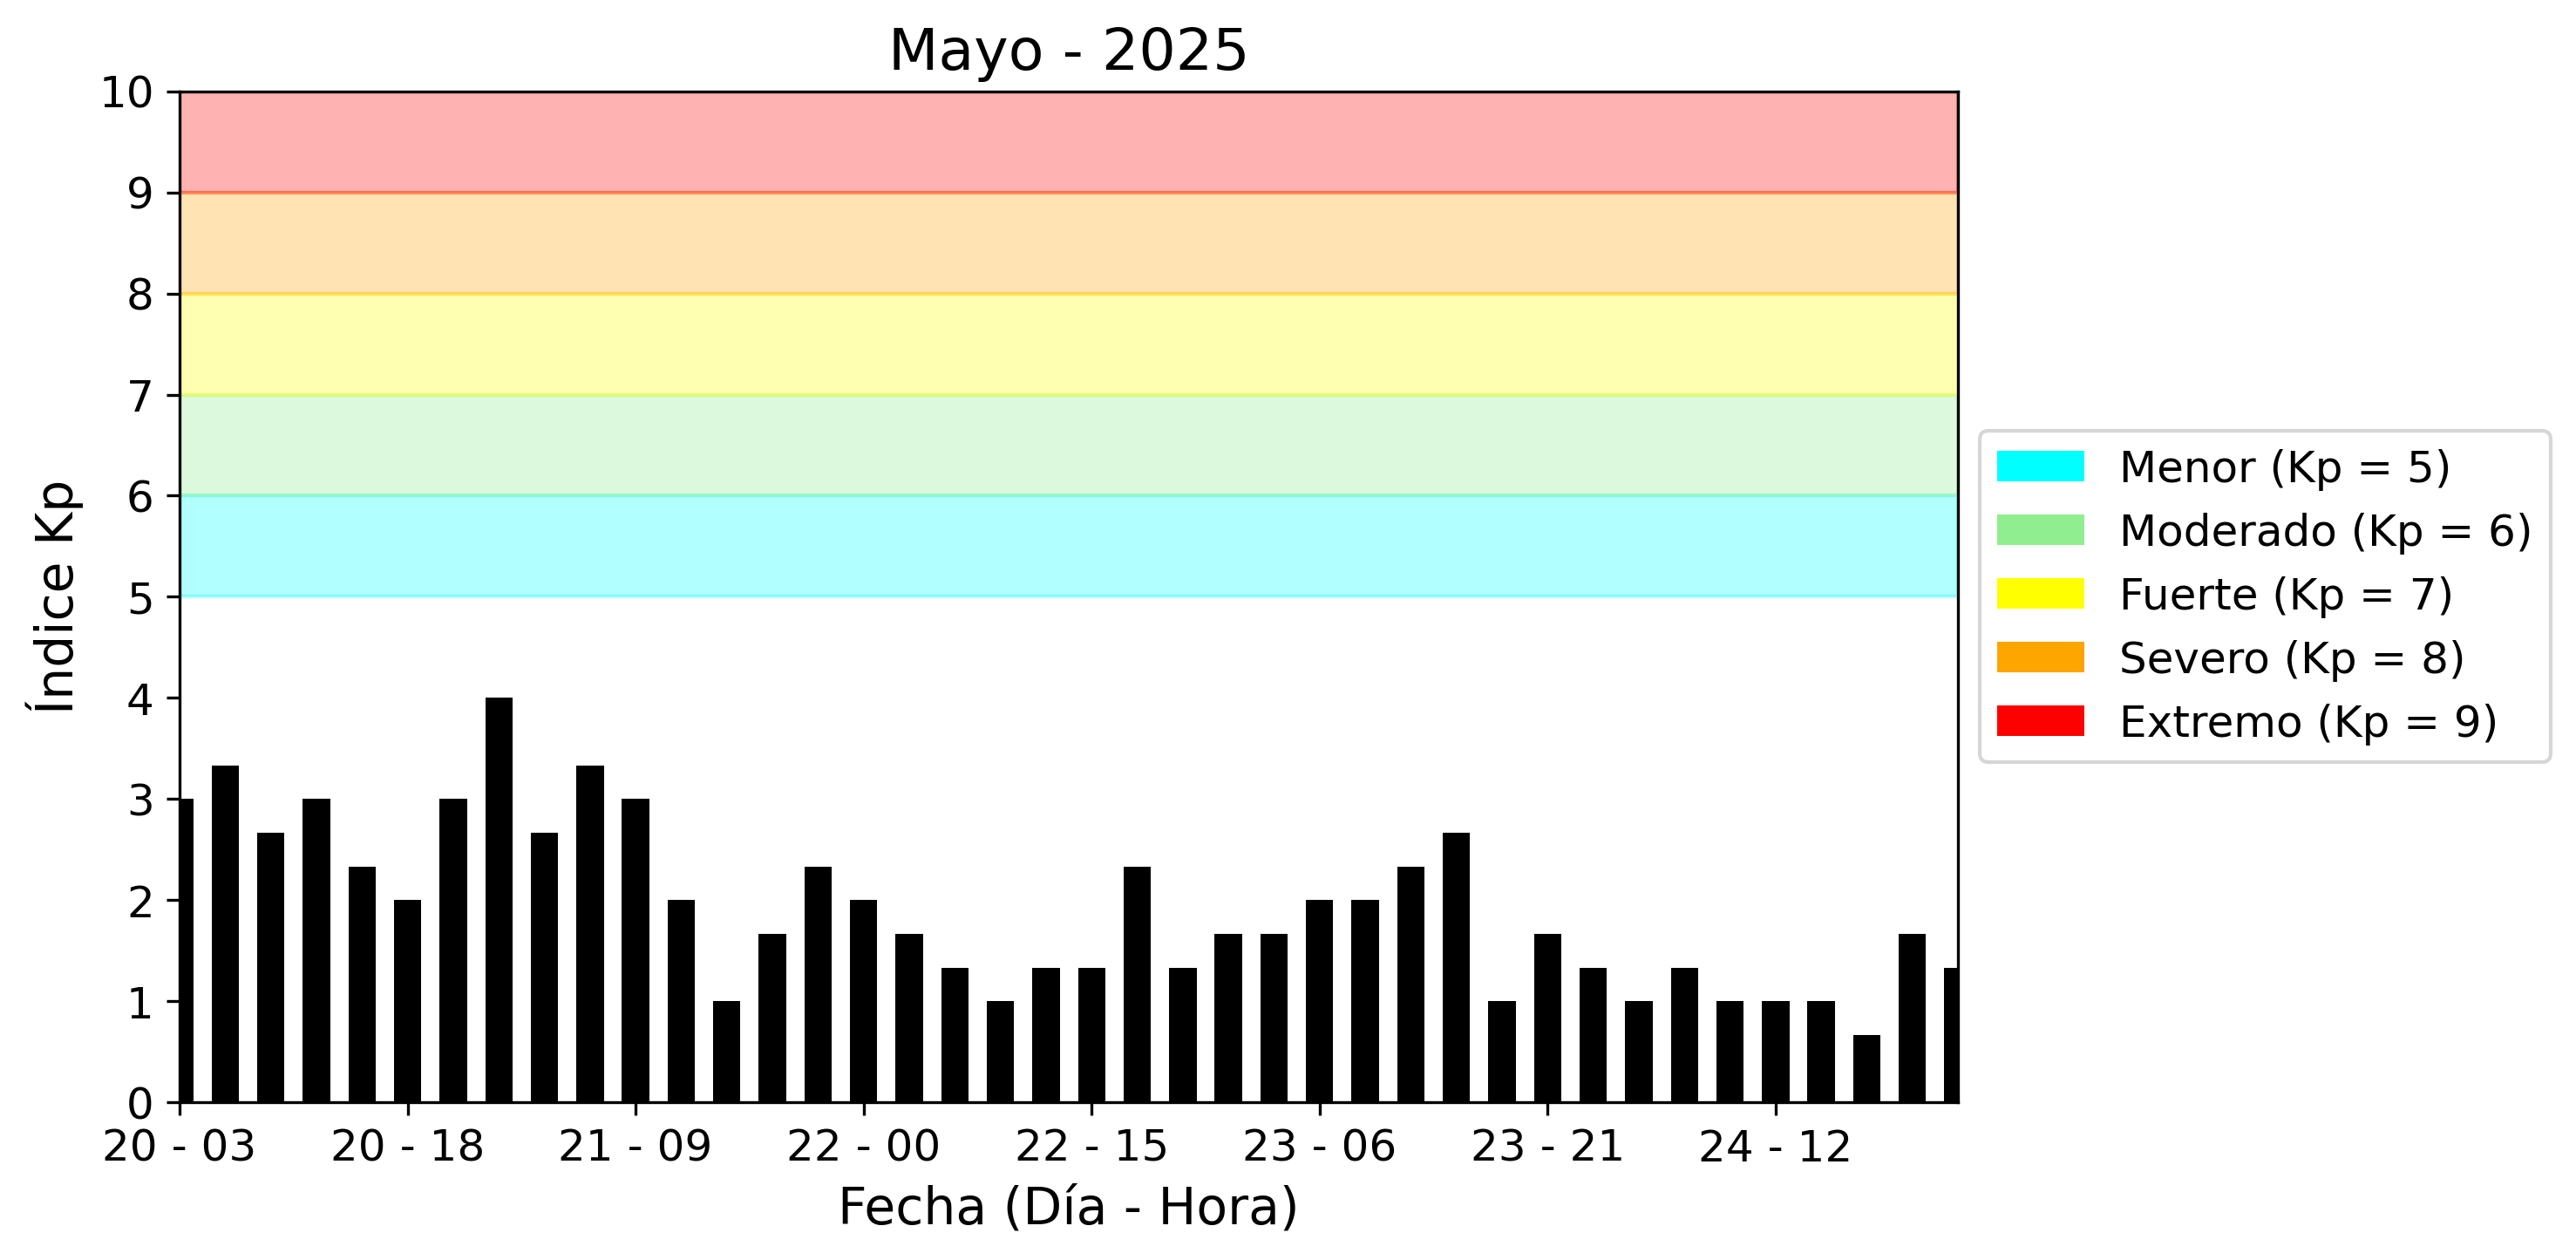 Mayo - 2025
10
9
8
7
6
5
4
3
2
1
0
Índice Kp
20 - 03 20 - 18 21 - 09 22 - 00 22 - 15 23 - 06 23 - 21 24 - 12
Fecha (Día - Hora)
Menor (Kp = 5)
Moderado (Kp = 6)
Fuerte (Kp = 7)
Severo (Kp = 8)
Extremo (Kp = 9)